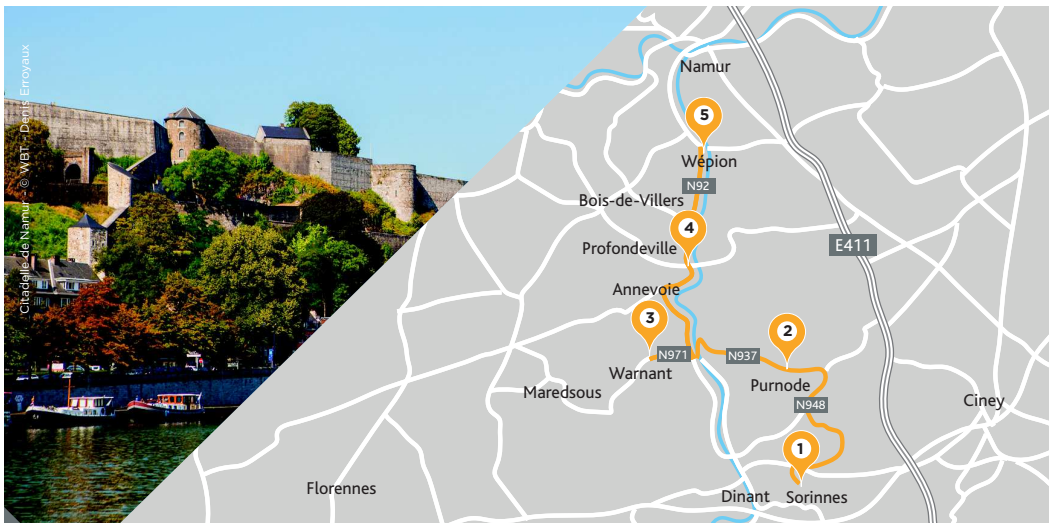 Citadelle de Namur - © WBT - Denis Erroyaux
Namur
5
Wépion
N92
Bois-de-Villers
4
Profondeville
E411
Annevoie
3
2
N971
N937
Warnant
Purnode
Maredsous
N948
Ciney
1
Florennes
Dinant
Sorinnes